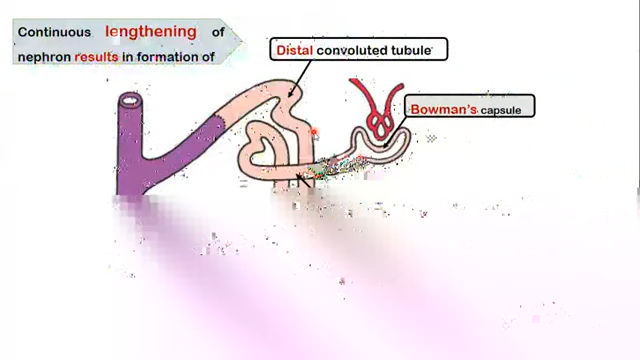 Continuous lengthening of
nephron results in formation of
Distal convoluted tubule
Bowman's capsule